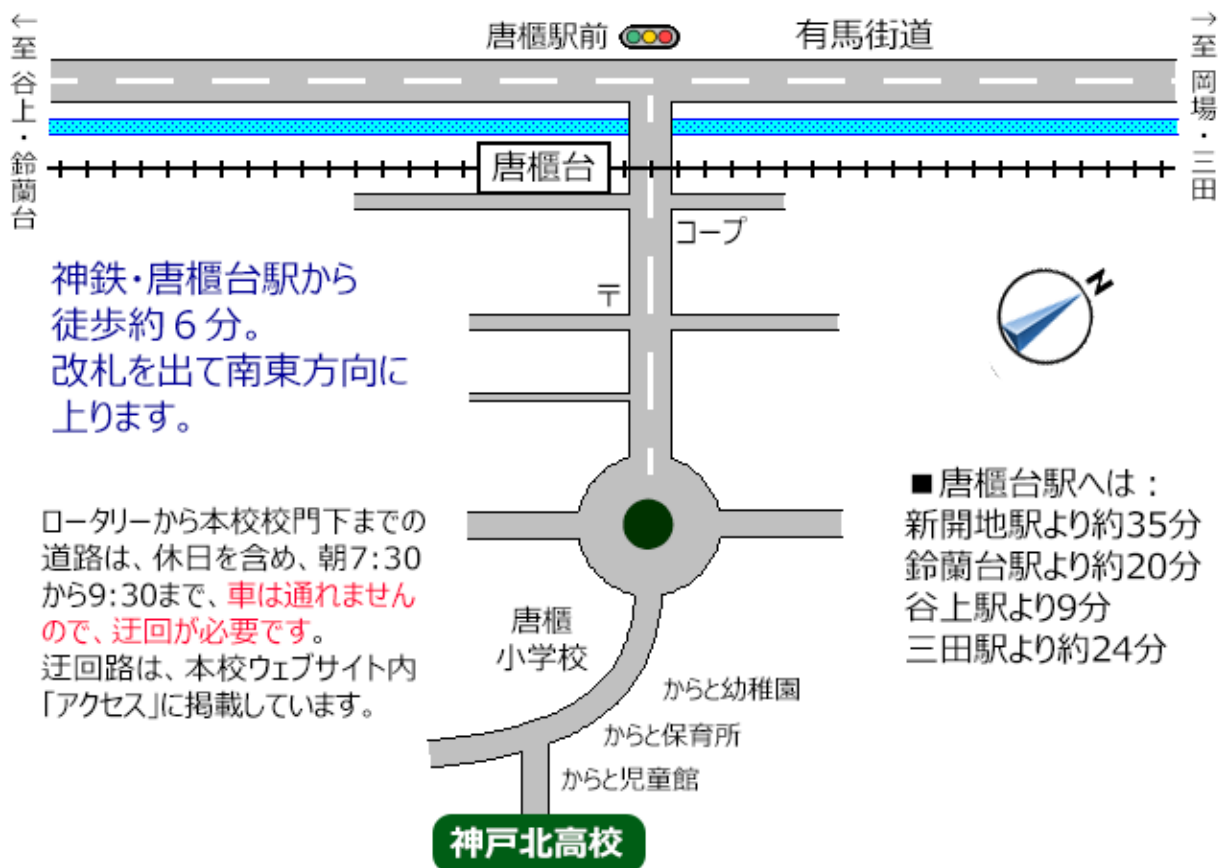 ←至 谷上・鈴蘭台
唐櫃駅前
有馬街道
→至 岡場・三田
唐櫃台
コープ
〒
N
神鉄・唐櫃台駅から
徒歩約６分。
改札を出て南東方向に
上ります。
ロータリーから本校校門下までの
道路は、休日を含め、朝7:30
から9:30まで、車は通れません
ので、迂回が必要です。
迂回路は、本校ウェブサイト内
「アクセス」に掲載しています。
■唐櫃台駅へは：
新開地駅より約35分
鈴蘭台駅より約20分
谷上駅より9分
三田駅より約24分
唐櫃
小学校
からと幼稚園
からと保育所
からと児童館
神戸北高校